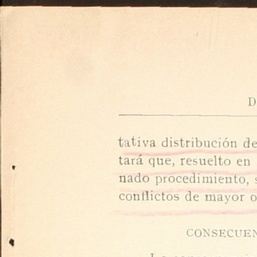 D
tativa distribución de
tará que, resuelto en
nado procedimiento, s
conflictos de mayor o
CONSECUEN